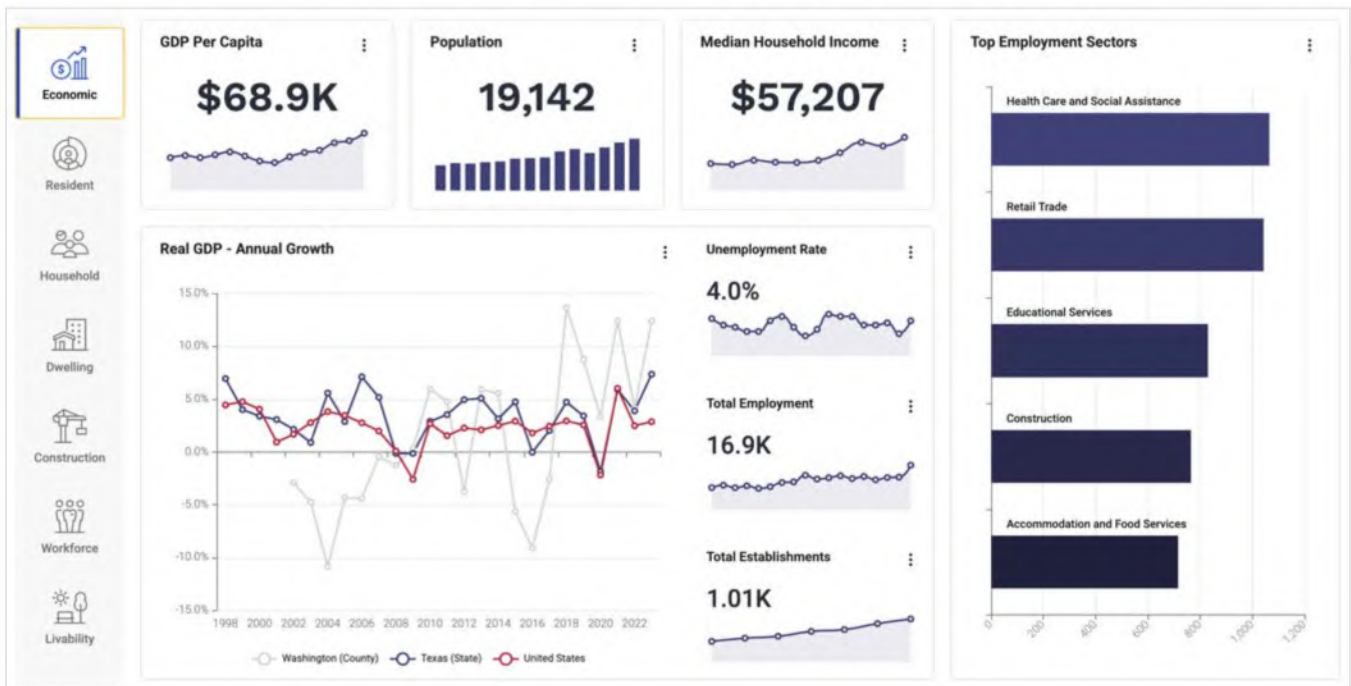 Economic
Resident
Household
Dwelling
Construction
Workforce
Livability
GDP Per Capita
$68.9K
Population
19,142
Median Household Income
$57,207
Real GDP - Annual Growth
15.0%
10.0%
5.0%
0.0%
-5.0%
-10.0%
-15.0%
1998 2000 2002 2004 2006 2008 2010 2012 2014 2016 2018 2020 2022
Washington (County) Texas (State) United States
Unemployment Rate
4.0%
Total Employment
16.9K
Total Establishments
1.01K
Top Employment Sectors
Health Care and Social Assistance
Retail Trade
Educational Services
Construction
Accommodation and Food Services
0 200 400 600 800 1,000 1,200